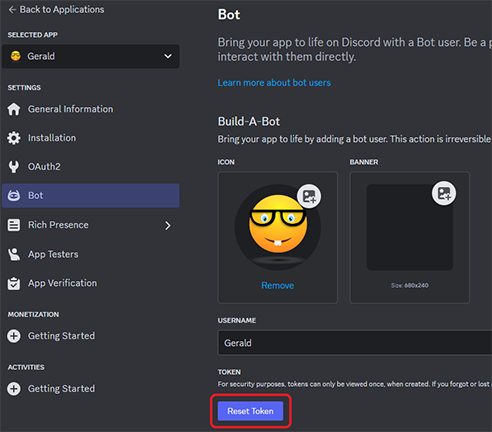 Back to Applications
SELECTED APP
Gerald
SETTINGS
General Information
Installation
OAuth2
Bot
Rich Presence
App Testers
App Verification
MONETIZATION
Getting Started
ACTIVITIES
Getting Started
Bot
Bring your app to life on Discord with a Bot user. Be a p
interact with them directly.
Learn more about bot users
Build-A-Bot
Bring your app to life by adding a bot user. This action is irreversible
ICON
BANNER
Remove
Size: 680x240
USERNAME
Gerald
TOKEN
For security purposes, tokens can only be viewed once, when created. If you forgot or lost a
Reset Token